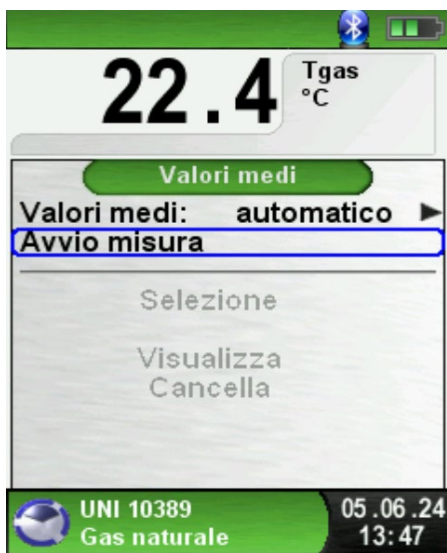 22.4 Tgas
°C
Valori medi
Valori medi: automatico
Avvio misura
Selezione
Visualizza
Cancella
UNI 10389 05.06.24
Gas naturale 13:47